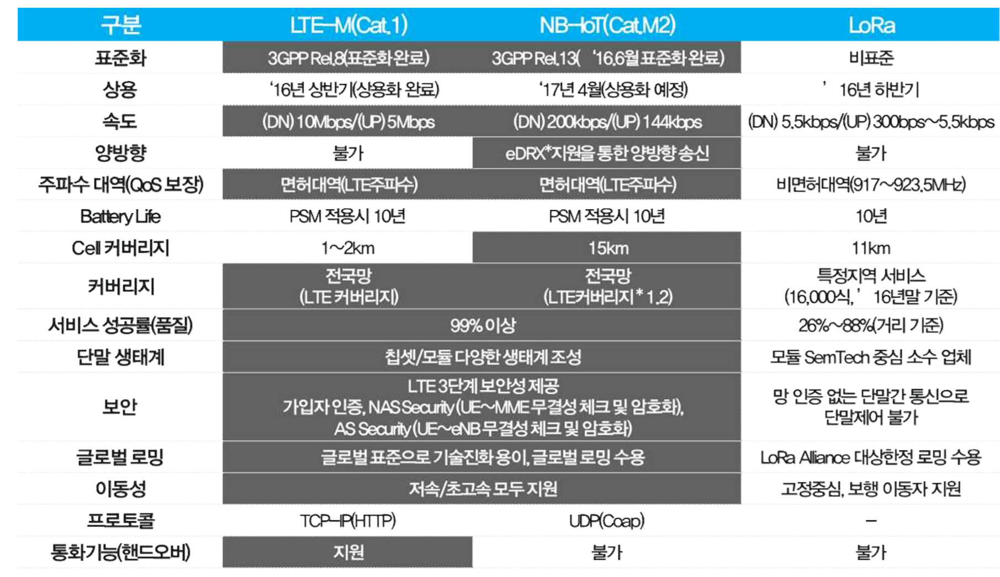 구분 LTE-M(Cat.1) NB-IoT(Cat.M2) LoRa
표준화 3GPP Rel.8(표준화 완료) 3GPP Rel.13( ‘16.6월 표준화 완료) 비표준
상용 ‘16년 상반기(상용화 완료) ‘17년 4월(상용화 예정) ’ 16년 하반기
속도 (DN) 10Mbps/(UP) 5Mbps (DN) 200kbps/(UP) 144kbps (DN) 5.5kbps/(UP) 300bps~5.5kbps
양방향 불가 eDRX*지원을 통한 양방향 송신 불가
주파수 대역(QoS 보장) 면허대역(LTE주파수) 면허대역(LTE주파수) 비면허대역(917~923.5MHz)
Battery Life PSM 적용시 10년 PSM 적용시 10년 10년
Cell 커버리지 1~2km 15km 11km
커버리지 전국망 전국망 특정지역 서비스
(LTE 커버리지) (LTE커버리지 * 1.2) (16,000식, ’ 16년말 기준)
서비스 성공률(품질) 99% 이상 26%~88%(거리 기준)
단말 생태계 칩셋/모듈 다양한 생태계 조성 모듈 SemTech 중심 소수 업체
보안 LTE 3단계 보안성 제공
가입자 인증, NAS Security (UE~MME 무결성 체크 및 암호화),
AS Security (UE~eNB 무결성 체크 및 암호화)
망 인증 없는 단말간 통신으로
단말제어 불가
글로벌 로밍 글로벌 표준으로 기술진화 용이, 글로벌 로밍 수용 LoRa Alliance 대상한정 로밍 수용
이동성 저속/초고속 모두 지원 고정중심, 보행 이동자 지원
프로토콜 TCP-IP(HTTP) UDP(Coap) -
통화기능(핸드오버) 지원 불가 불가